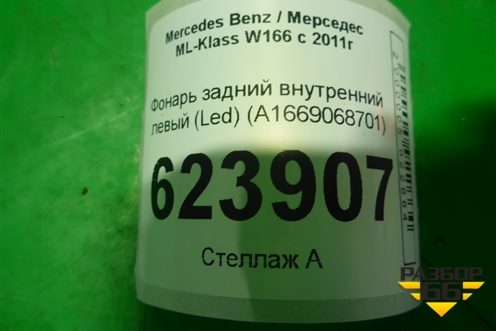 Mercedes Benz / Мерседес
ML-Klass W166 с 2011г
Фонарь задний внутренний
левый (Led) (A1669068701)
623907
Стеллаж А
РАЗБОР
66